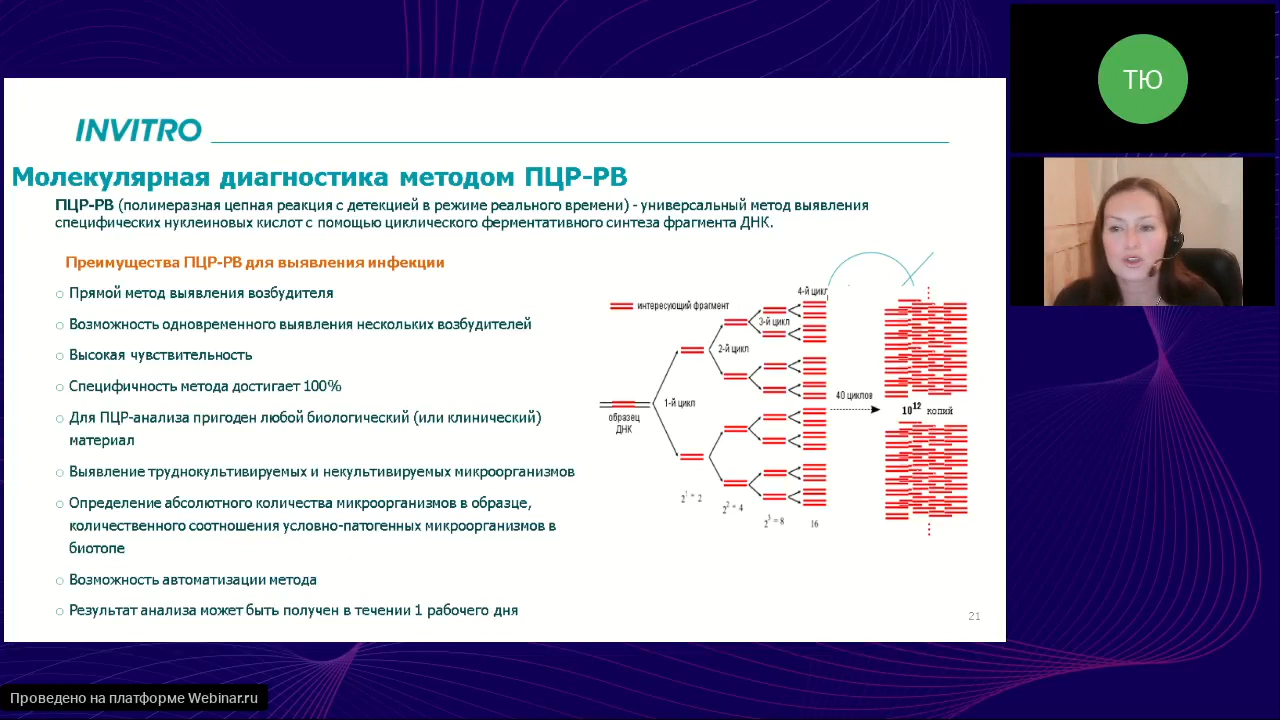 INVITRO
Молекулярная диагностика методом ПЦР-РВ
ПЦР-РВ (полимеразная цепная реакция с детекцией в режиме реального времени) - универсальный метод выявления
специфических нуклеиновых кислот с помощью циклического ферментативного синтеза фрагмента ДНК.
Преимущества ПЦР-РВ для выявления инфекции
Прямой метод выявления возбудителя
Возможность одновременного выявления нескольких возбудителей
Высокая чувствительность
Специфичность метода достигает 100%
Для ПЦР-анализа пригоден любой биологический (или клинический)
материал
Выявление труднокультивируемых и некультивируемых микроорганизмов
Определение абсолютного количества микроорганизмов в образце,
количественного соотношения условно-патогенных микроорганизмов в
биотопе
Возможность автоматизации метода
Результат анализа может быть получен в течении 1 рабочего дня
интересующий фрагмент
образец
ДНК
1-й цикл
2-й цикл
3-й цикл
4-й цикл
40 циклов
10¹² копий
2¹ = 2
2² = 4
2³ = 8
16
21
ТЮ
Проведено на платформе Webinar.ru